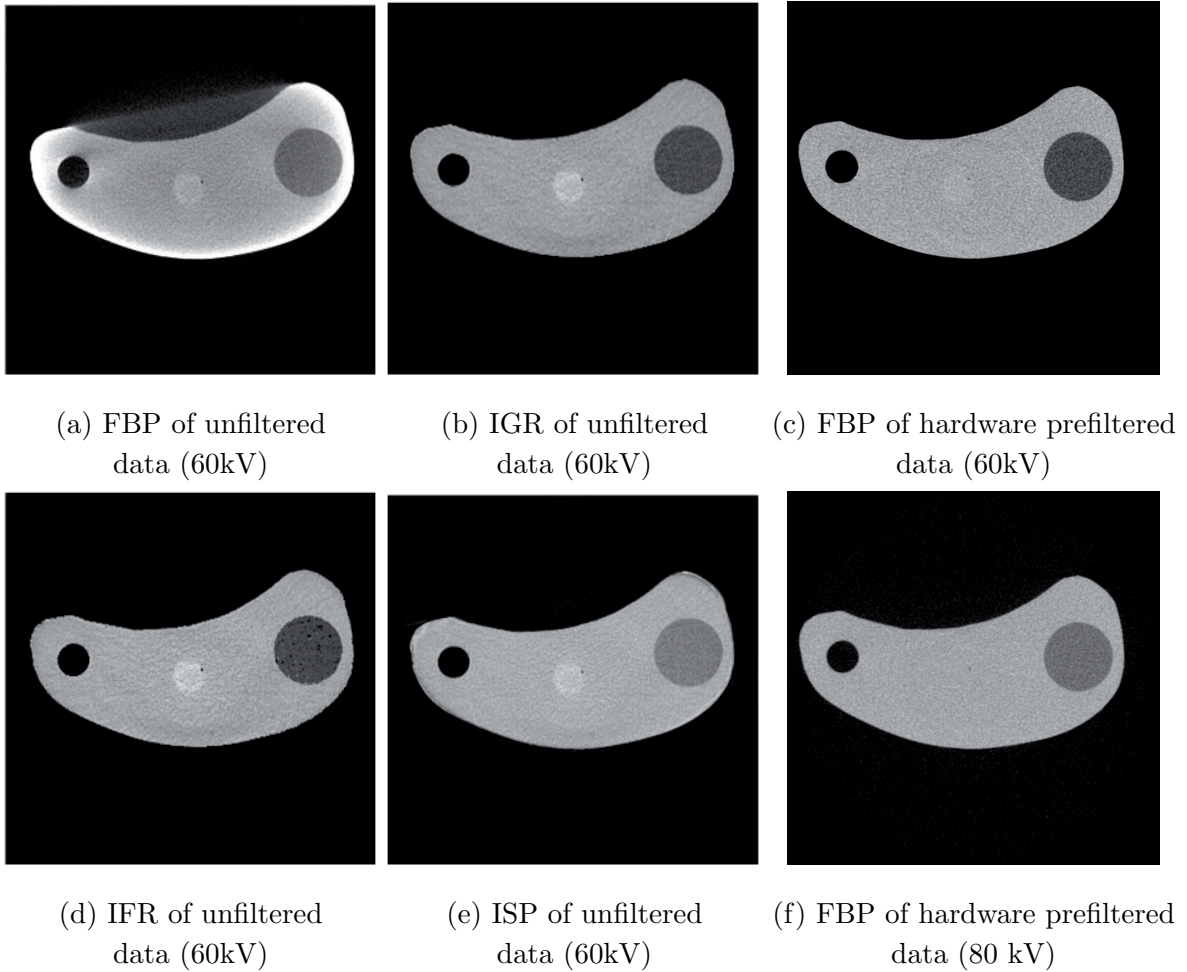 (a) FBP of unfiltered
data (60kV)
(b) IGR of unfiltered
data (60kV)
(c) FBP of hardware prefiltered
data (60kV)
(d) IFR of unfiltered
data (60kV)
(e) ISP of unfiltered
data (60kV)
(f) FBP of hardware prefiltered
data (80 kV)